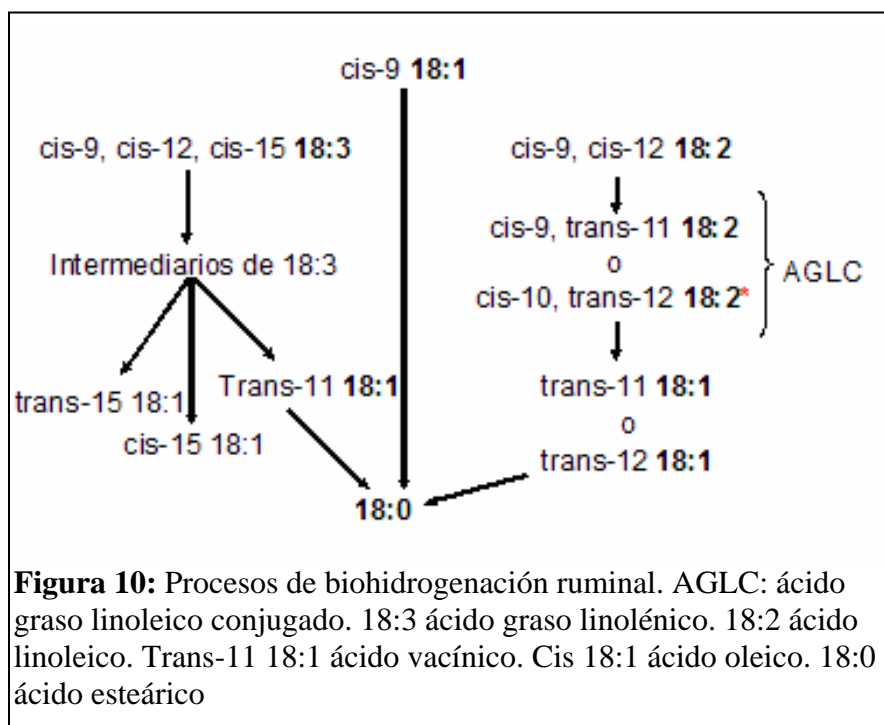 cis-9 18:1
cis-9, cis-12, cis-15 18:3
cis-9, cis-12 18:2
cis-9, trans-11 18:2
o
cis-10, trans-12 18:2*
AGLC
Intermediarios de 18:3
trans-15 18:1
cis-15 18:1
Trans-11 18:1
trans-11 18:1
o
trans-12 18:1
18:0
Figura 10: Procesos de biohidrogenación ruminal. AGLC: ácido
graso linoleico conjugado. 18:3 ácido graso linolénico. 18:2 ácido
linoleico. Trans-11 18:1 ácido vacínico. Cis 18:1 ácido oleico. 18:0
ácido esteárico